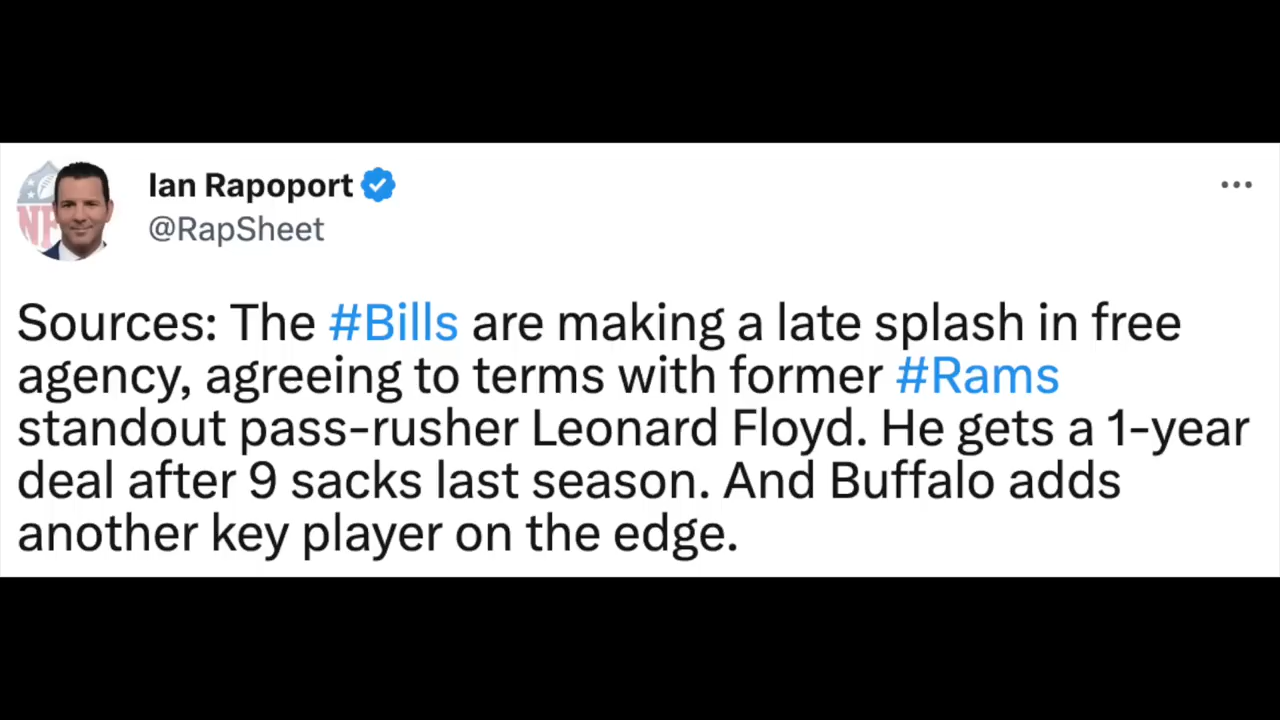 Ian Rapoport
@RapSheet
Sources: The #Bills are making a late splash in free
agency, agreeing to terms with former #Rams
standout pass-rusher Leonard Floyd. He gets a 1-year
deal after 9 sacks last season. And Buffalo adds
another key player on the edge.